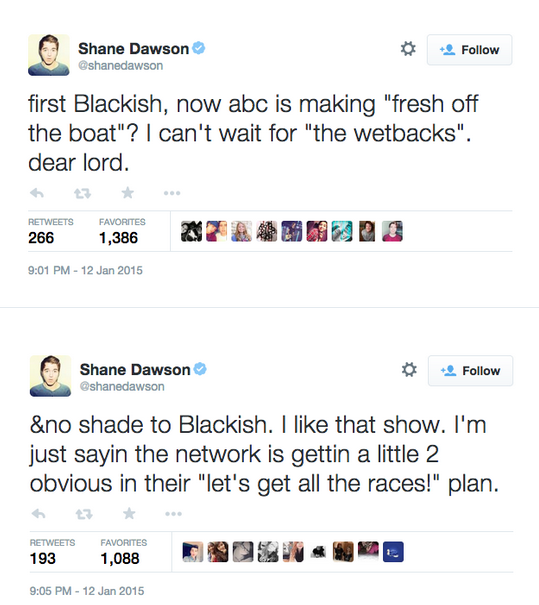 Shane Dawson
@shanedawson
Follow
first Blackish, now abc is making "fresh off
the boat"? I can't wait for "the wetbacks".
dear lord.
RETWEETS FAVORITES
266 1,386
9:01 PM - 12 Jan 2015
Shane Dawson
@shanedawson
Follow
&no shade to Blackish. I like that show. I'm
just sayin the network is gettin a little 2
obvious in their "let's get all the races!" plan.
RETWEETS FAVORITES
193 1,088
9:05 PM - 12 Jan 2015